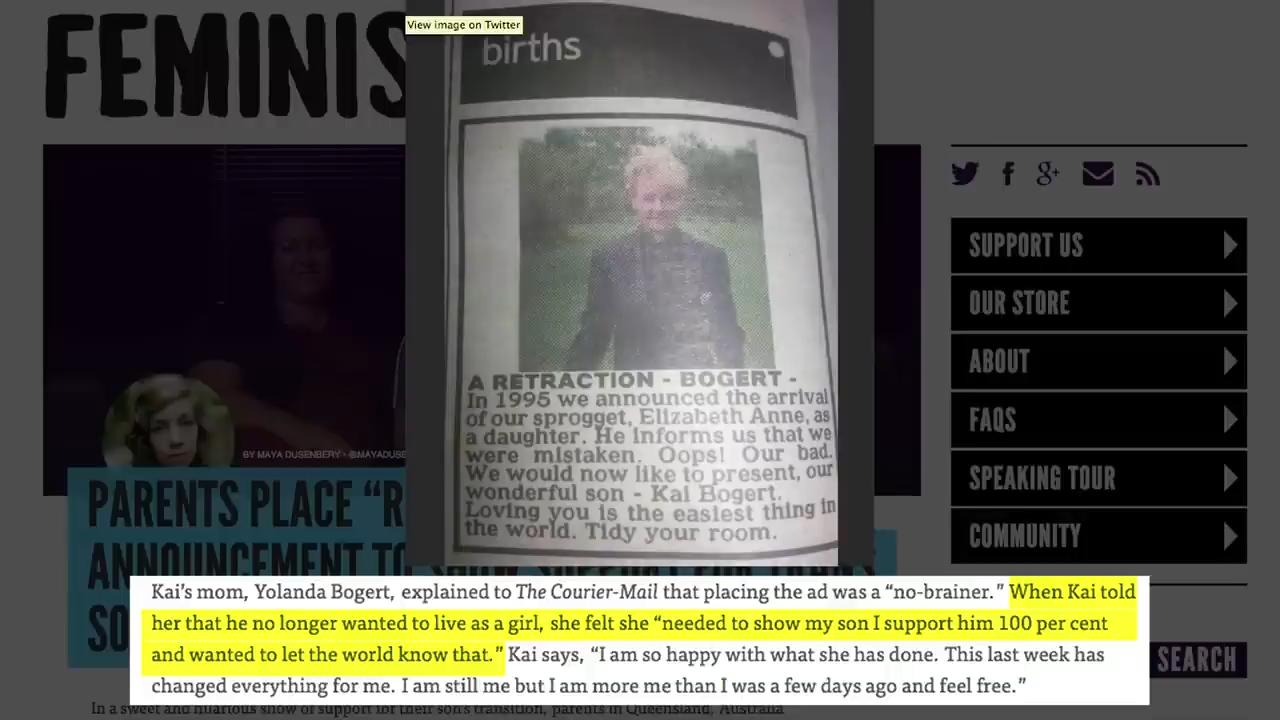 View image on Twitter
FEMINIS
births
A RETRACTION - BOGERT -
In 1995 we announced the arrival
of our sprogget, Elizabeth Anne, as
a daughter. He informs us that we
were mistaken. Oops! Our bad.
We would now like to present, our
wonderful son - Kai Bogert.
Loving you is the easiest thing in
the world. Tidy your room.
SUPPORT US
OUR STORE
ABOUT
FAQS
SPEAKING TOUR
COMMUNITY
SEARCH
BY MAYA DUSENBERY · @MAYADUSE
PARENTS PLACE “R
ANNOUNCEMENT TO
SO
Kai’s mom, Yolanda Bogert, explained to The Courier-Mail that placing the ad was a “no-brainer.” When Kai told
her that he no longer wanted to live as a girl, she felt she “needed to show my son I support him 100 per cent
and wanted to let the world know that.” Kai says, “I am so happy with what she has done. This last week has
changed everything for me. I am still me but I am more me than I was a few days ago and feel free.”
In a sweet and hilarious show of support for their son's transition, parents in Queensland, Australia